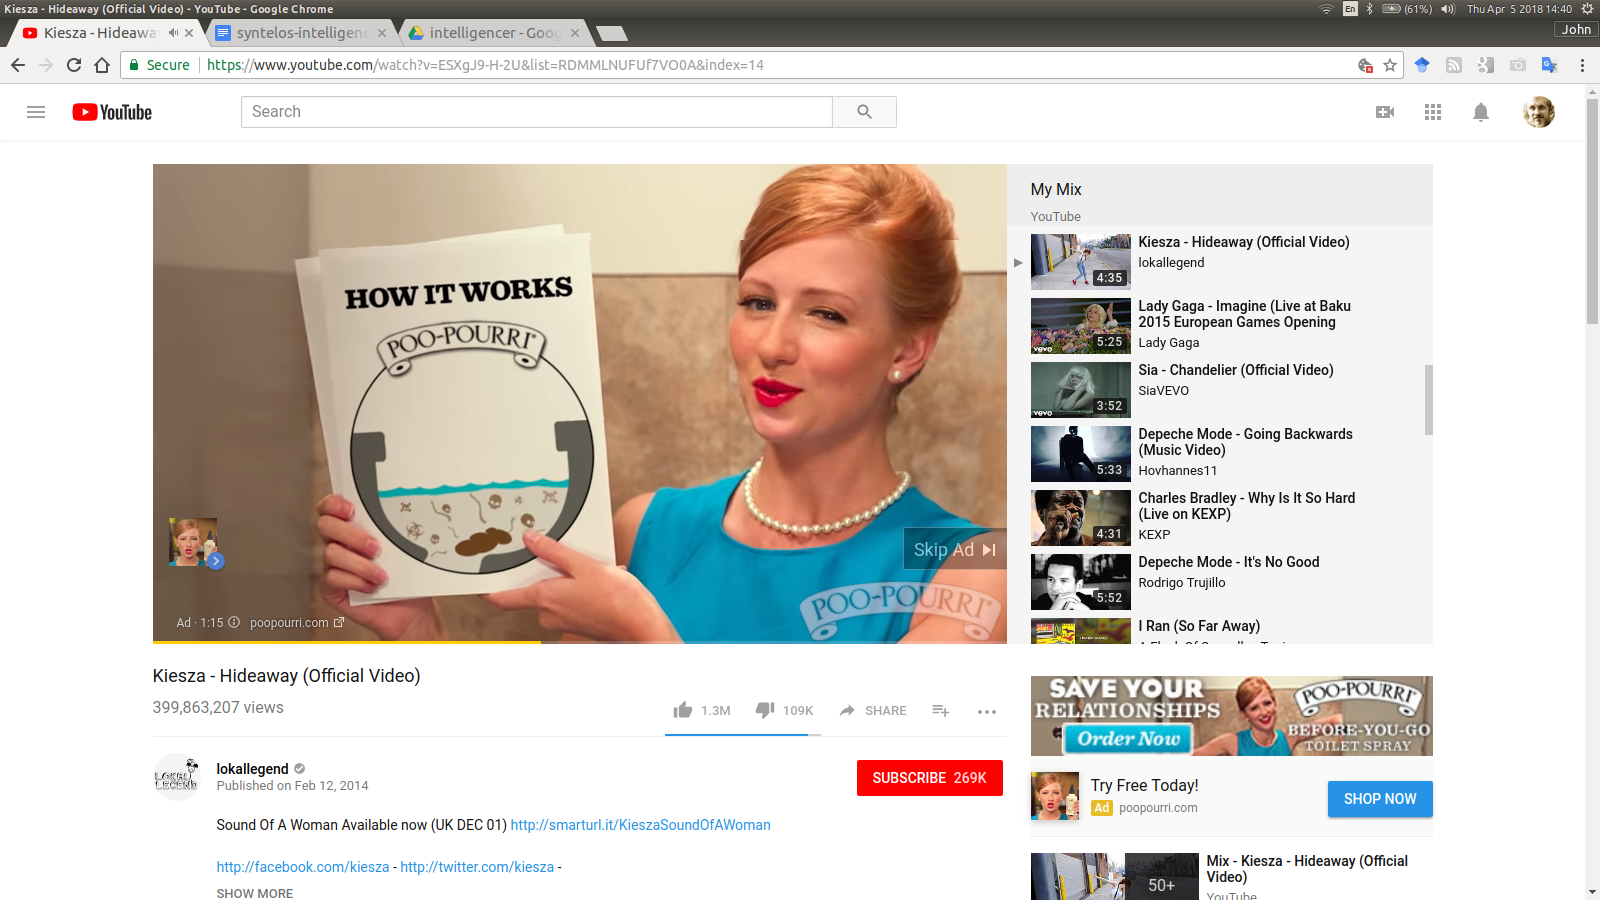 Kiesza - Hideaway (Official Video) - YouTube - Google Chrome
En
(61%)
Thu Apr 5 2018 14:40
Kiesza - Hideaway
syntelos-intelligenc
intelligencer - Goog
John
Secure
https://www.youtube.com/watch?v=ESXgJ9-H-2U&list=RDMMLNUFUf7VO0A&index=14
YouTube
Search
HOW IT WORKS
POO-POURRI
Skip Ad
POO-POURRI
Ad · 1:15
poopourri.com
My Mix
YouTube
Kiesza - Hideaway (Official Video)
lokallegend
4:35
Lady Gaga - Imagine (Live at Baku
2015 European Games Opening
Lady Gaga
vevo
5:25
Sia - Chandelier (Official Video)
SiaVEVO
vevo
3:52
Depeche Mode - Going Backwards
(Music Video)
Hovhannes11
5:33
Charles Bradley - Why Is It So Hard
(Live on KEXP)
KEXP
4:31
Depeche Mode - It's No Good
Rodrigo Trujillo
5:52
I Ran (So Far Away)
Kiesza - Hideaway (Official Video)
399,863,207 views
1.3M
109K
SHARE
LOKAL
LEGEND
lokallegend
Published on Feb 12, 2014
SUBSCRIBE 269K
Sound Of A Woman Available now (UK DEC 01) http://smarturl.it/KieszaSoundOfAWoman
http://facebook.com/kiesza - http://twitter.com/kiesza -
SHOW MORE
SAVE YOUR
RELATIONSHIPS
Order Now
POO-POURRI
BEFORE-YOU-GO
TOILET SPRAY
Try Free Today!
Ad
poopourri.com
SHOP NOW
50+
Mix - Kiesza - Hideaway (Official
Video)
YouTube